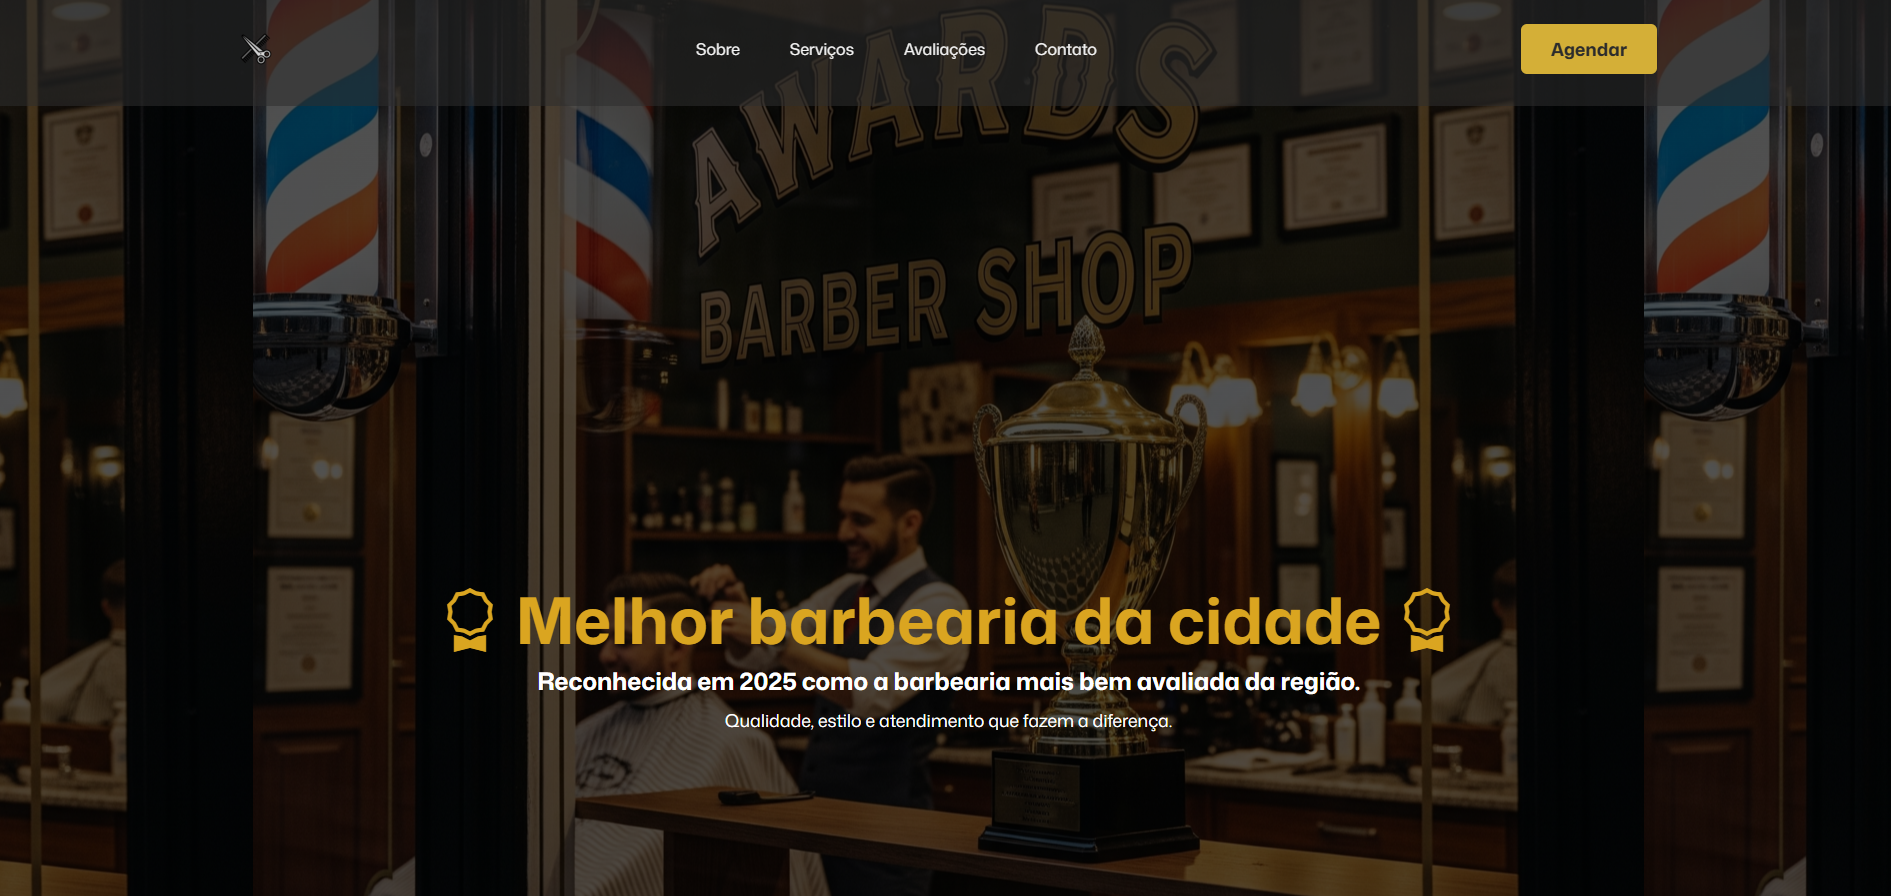 Sobre Serviços Avaliações Contato Agendar
AWARDS
BARBER SHOP
Melhor barbearia da cidade
Reconhecida em 2025 como a barbearia mais bem avaliada da região.
Qualidade, estilo e atendimento que fazem a diferença.